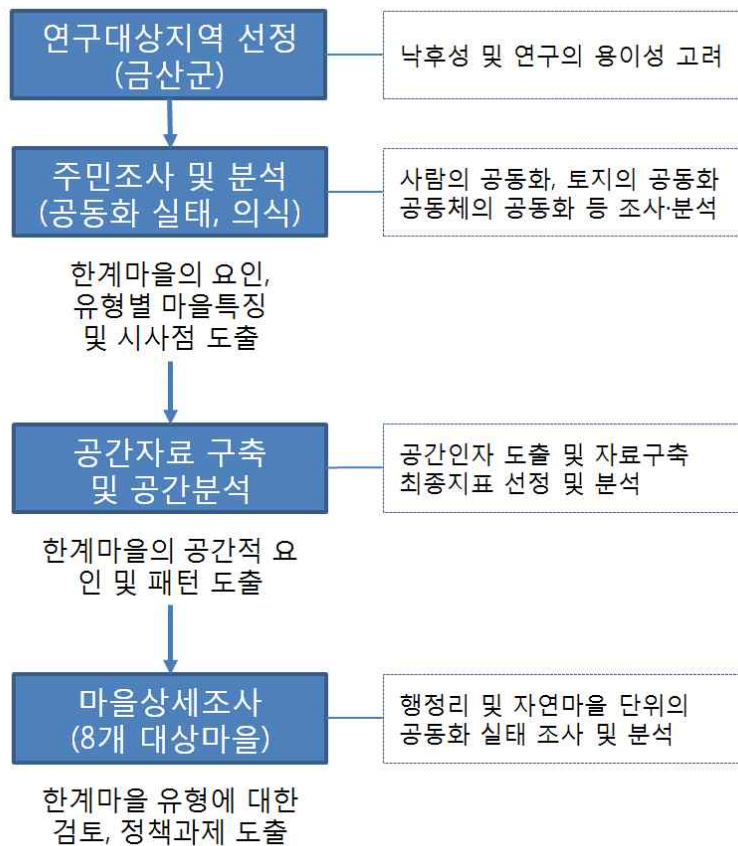 연구대상지역 선정
(금산군)
낙후성 및 연구의 용이성 고려
주민조사 및 분석
(공동화 실태, 의식)
사람의 공동화, 토지의 공동화
공동체의 공동화 등 조사·분석
한계마을의 요인,
유형별 마을특징
및 시사점 도출
공간자료 구축
및 공간분석
공간인자 도출 및 자료구축
최종지표 선정 및 분석
한계마을의 공간적 요
인 및 패턴 도출
마을상세조사
(8개 대상마을)
행정리 및 자연마을 단위의
공동화 실태 조사 및 분석
한계마을 유형에 대한
검토, 정책과제 도출